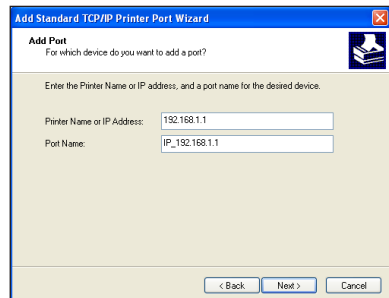 Add Standard TCP/IP Printer Port Wizard
Add Port
For which device do you want to add a port?
Enter the Printer Name or IP address, and a port name for the desired device.
Printer Name or IP Address: 192.168.1.1
Port Name: IP_192.168.1.1
< Back Next > Cancel